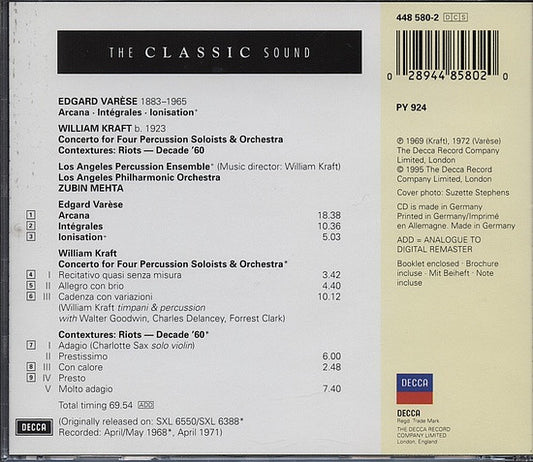 THE CLASSIC SOUND
EDGARD VARÈSE 1883–1965
Arcana · Intégrales · Ionisation+
WILLIAM KRAFT b. 1923
Concerto for Four Percussion Soloists & Orchestra
Contextures: Riots — Decade '60
Los Angeles Percussion Ensemble+ (Music director: William Kraft)
Los Angeles Philharmonic Orchestra
ZUBIN MEHTA
Edgard Varèse
1 Arcana 18.38
2 Intégrales 10.36
3 Ionisation+ 5.03
William Kraft
Concerto for Four Percussion Soloists & Orchestra*
4 I Recitativo quasi senza misura 3.42
5 II Allegro con brio 4.40
6 III Cadenza con variazioni 10.12
(William Kraft timpani & percussion
with Walter Goodwin, Charles Delancey, Forrest Clark)
Contextures: Riots — Decade '60*
7 I Adagio (Charlotte Sax solo violin)
II Prestissimo 6.00
8 III Con calore 2.48
9 IV Presto
V Molto adagio 7.40
Total timing 69.54 ADD
DECCA
(Originally released on: SXL 6550/SXL 6388*
Recorded: April/May 1968*, April 1971)
448 580-2 DCS
0 28944 85802 0
PY 924
℗ 1969 (Kraft), 1972 (Varèse)
The Decca Record Company
Limited, London
© 1995 The Decca Record
Company Limited, London
Cover photo: Suzette Stephens
CD is made in Germany
Printed in Germany/Imprimé
en Allemagne. Made in Germany
ADD = ANALOGUE TO
DIGITAL REMASTER
Booklet enclosed · Brochure
incluse · Mit Beiheft · Note
incluse
DECCA
DECCA
Regd. Trade Mark
THE DECCA RECORD
COMPANY LIMITED
London, England